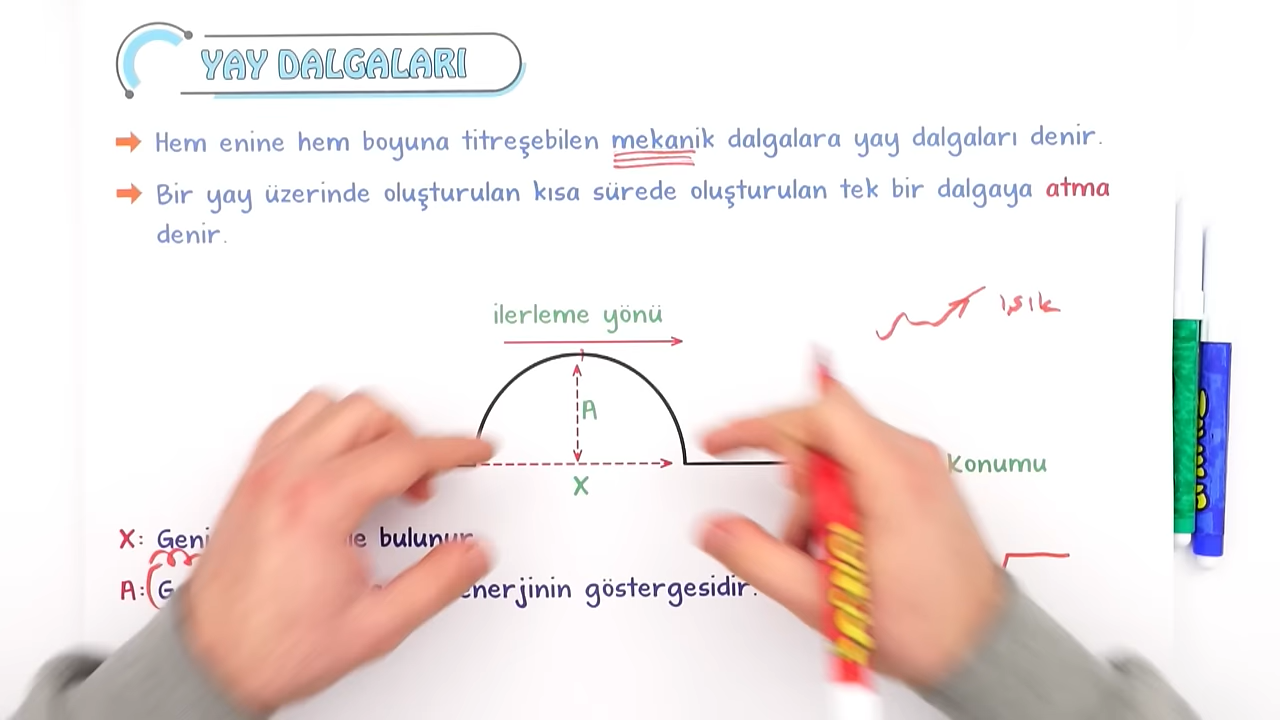 YAY DALGALARI
Hem enine hem boyuna titreşebilen mekanik dalgalara yay dalgaları denir.
Bir yay üzerinde oluşturulan kısa sürede oluşturulan tek bir dalgaya atma
denir.
ilerleme yönü
ışık
A
Konumu
X
X: bulunur
A: enerjinin göstergesidir.